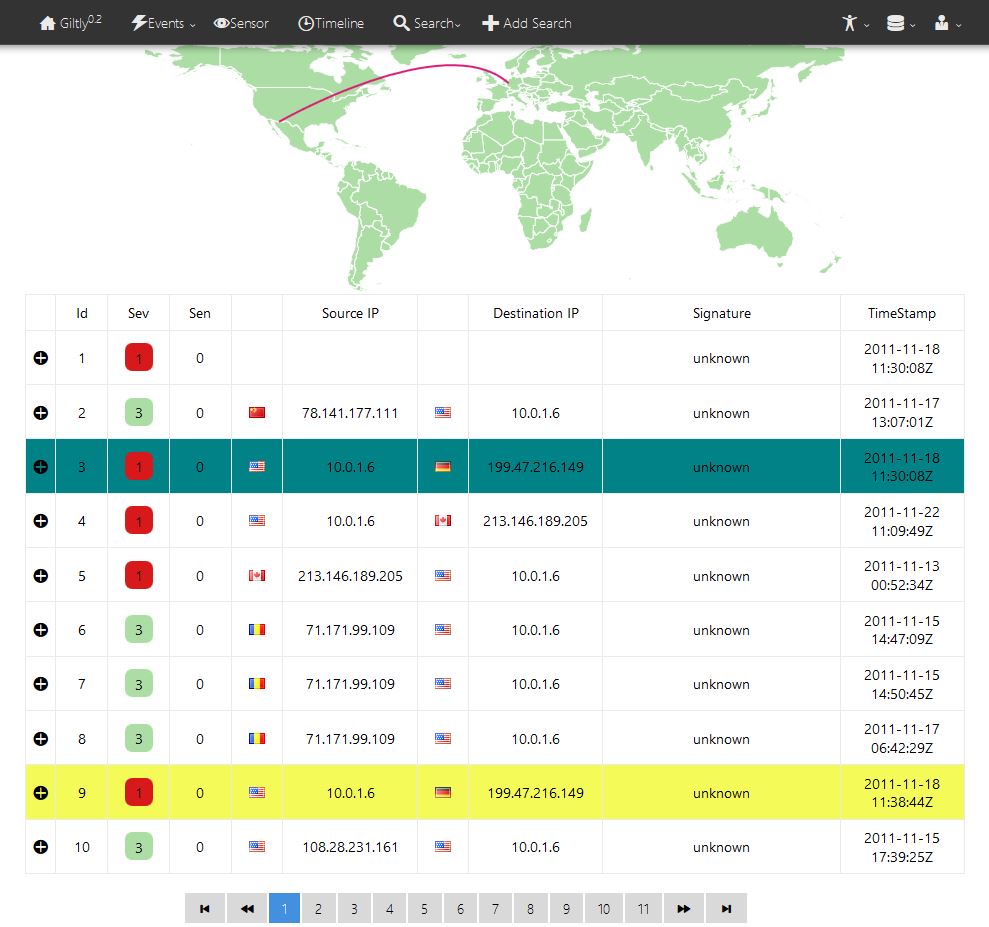 Giltly0.2 Events Sensor Timeline Search Add Search
Id Sev Sen Source IP Destination IP Signature TimeStamp
1 1 0 unknown 2011-11-18
11:30:08Z
2 3 0 78.141.177.111 10.0.1.6 unknown 2011-11-17
13:07:01Z
3 1 0 10.0.1.6 199.47.216.149 unknown 2011-11-18
11:30:08Z
4 1 0 10.0.1.6 213.146.189.205 unknown 2011-11-22
11:09:49Z
5 1 0 213.146.189.205 10.0.1.6 unknown 2011-11-13
00:52:34Z
6 3 0 71.171.99.109 10.0.1.6 unknown 2011-11-15
14:47:09Z
7 3 0 71.171.99.109 10.0.1.6 unknown 2011-11-15
14:50:45Z
8 3 0 71.171.99.109 10.0.1.6 unknown 2011-11-17
06:42:29Z
9 1 0 10.0.1.6 199.47.216.149 unknown 2011-11-18
11:38:44Z
10 3 0 108.28.231.161 10.0.1.6 unknown 2011-11-15
17:39:25Z
1 2 3 4 5 6 7 8 9 10 11